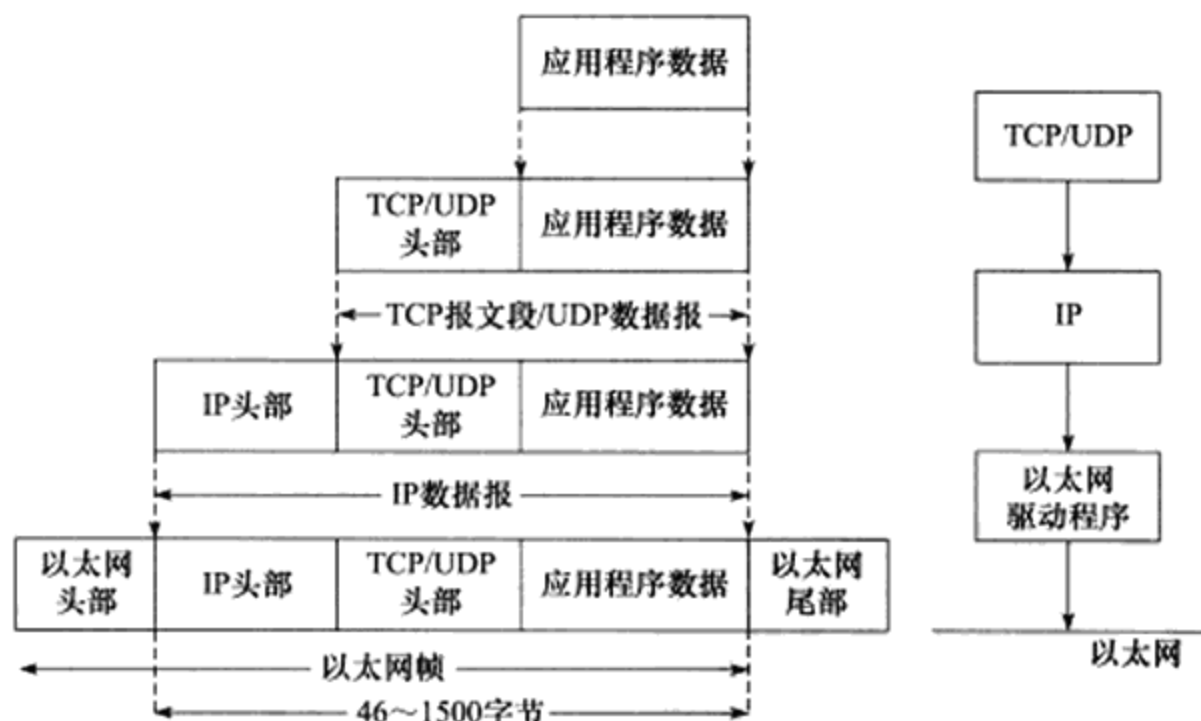 应用程序数据
TCP/UDP
头部
应用程序数据
TCP报文段/UDP数据报
IP头部
TCP/UDP
头部
应用程序数据
IP数据报
以太网
头部
IP头部
TCP/UDP
头部
应用程序数据
以太网
尾部
以太网帧
46～1500字节
TCP/UDP
IP
以太网
驱动程序
以太网